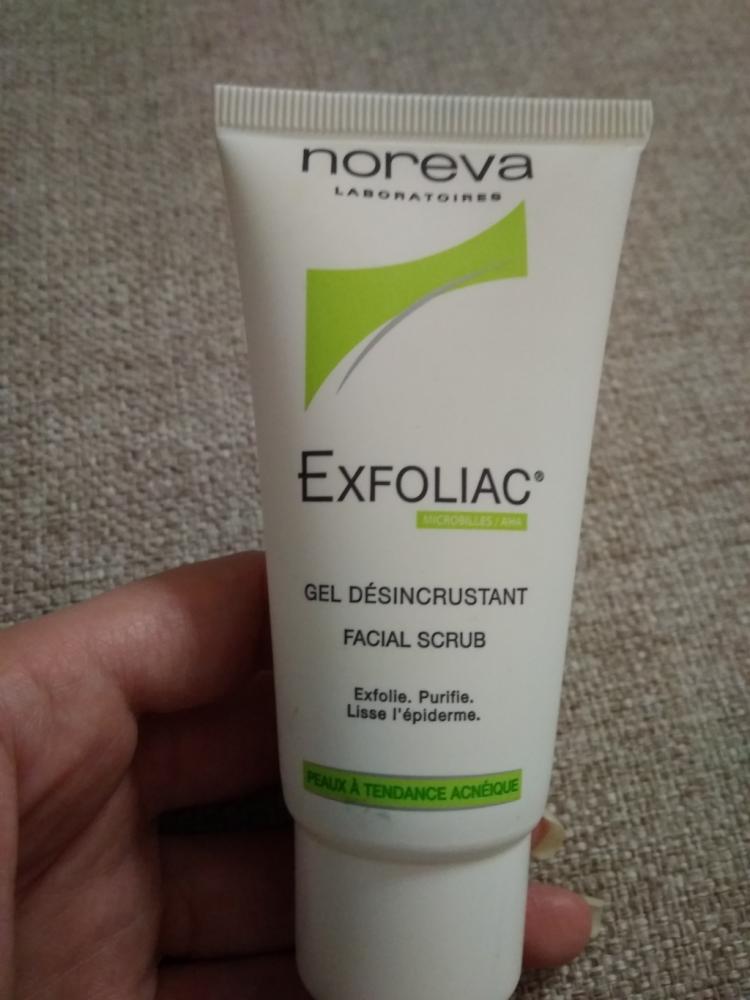 noreva
LABORATOIRES
EXFOLIAC®
MICROBILLES / AHA
GEL DÉSINCRUSTANT
FACIAL SCRUB
Exfolie. Purifie.
Lisse l'épiderme.
PEAUX À TENDANCE ACNÉIQUE